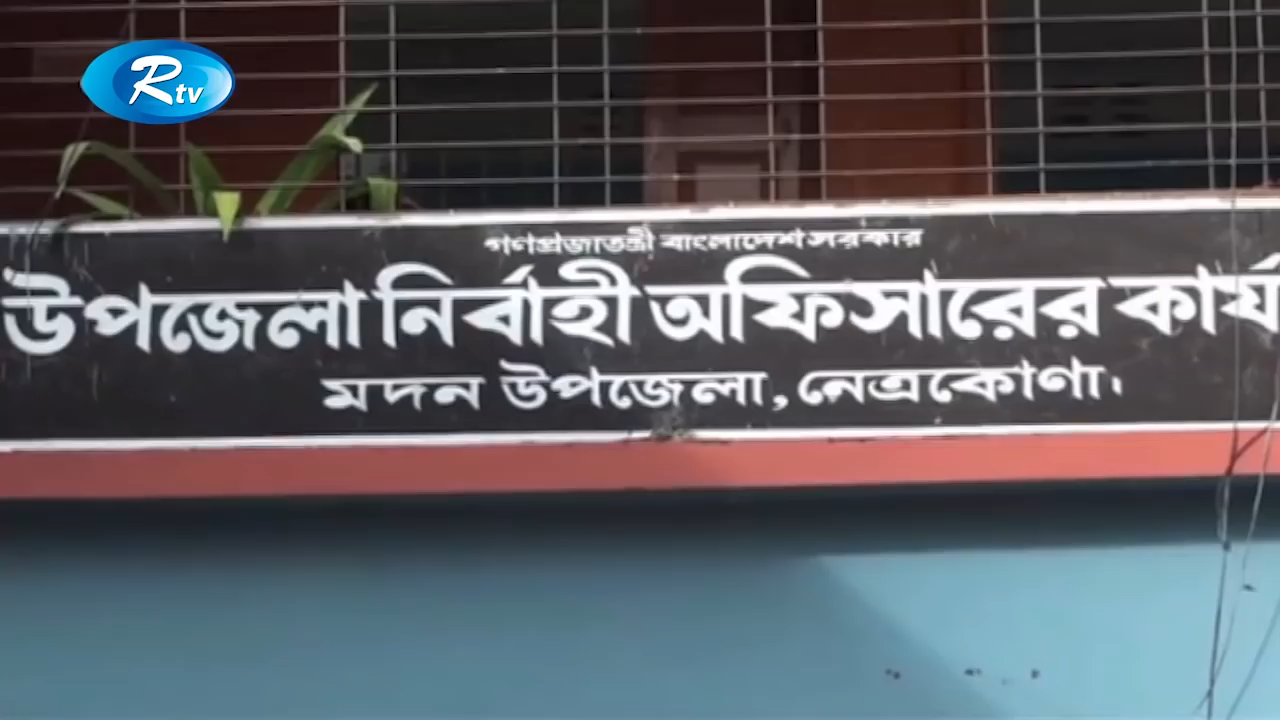 Rtv
গণপ্রজাতন্ত্রী বাংলাদেশ সরকার
উপজেলা নির্বাহী অফিসারের কার্য
মদন উপজেলা, নেত্রকোণা।